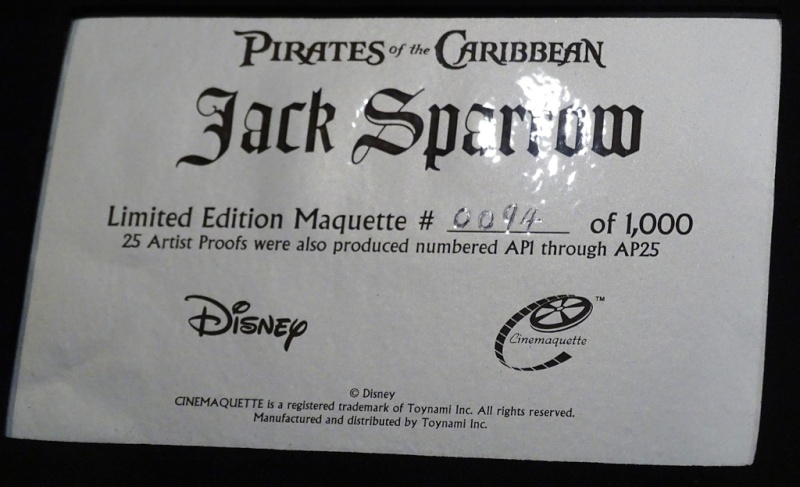 PIRATES of the CARIBBEAN
Jack Sparrow
Limited Edition Maquette # 0094 of 1,000
25 Artist Proofs were also produced numbered AP1 through AP25
Disney
Cinemaquette ™
© Disney
CINEMAQUETTE is a registered trademark of Toynami Inc. All rights reserved.
Manufactured and distributed by Toynami Inc.